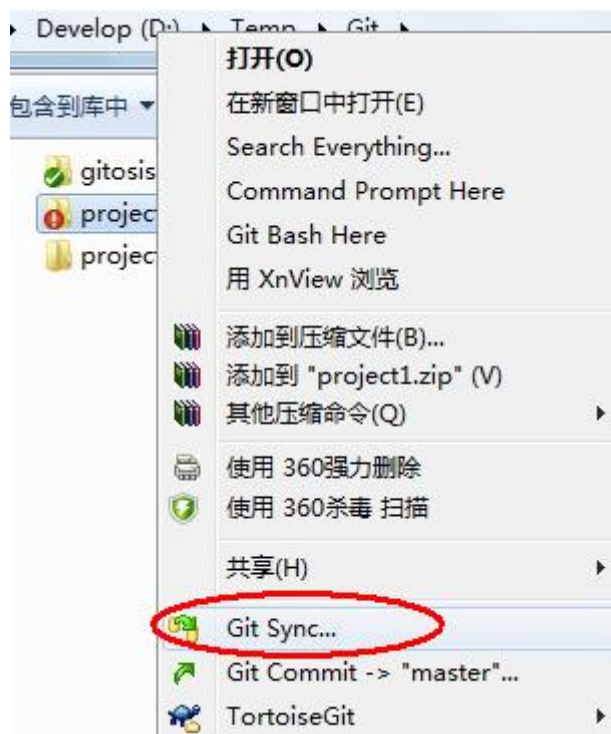 Develop (D:) ▸ Temp ▸ Git ▸
包含到库中
gitosis
projec
projec
打开(O)
在新窗口中打开(E)
Search Everything...
Command Prompt Here
Git Bash Here
用 XnView 浏览
添加到压缩文件(B)...
添加到 "project1.zip" (V)
其他压缩命令(Q)
使用 360强力删除
使用 360杀毒 扫描
共享(H)
Git Sync...
Git Commit -> "master"...
TortoiseGit